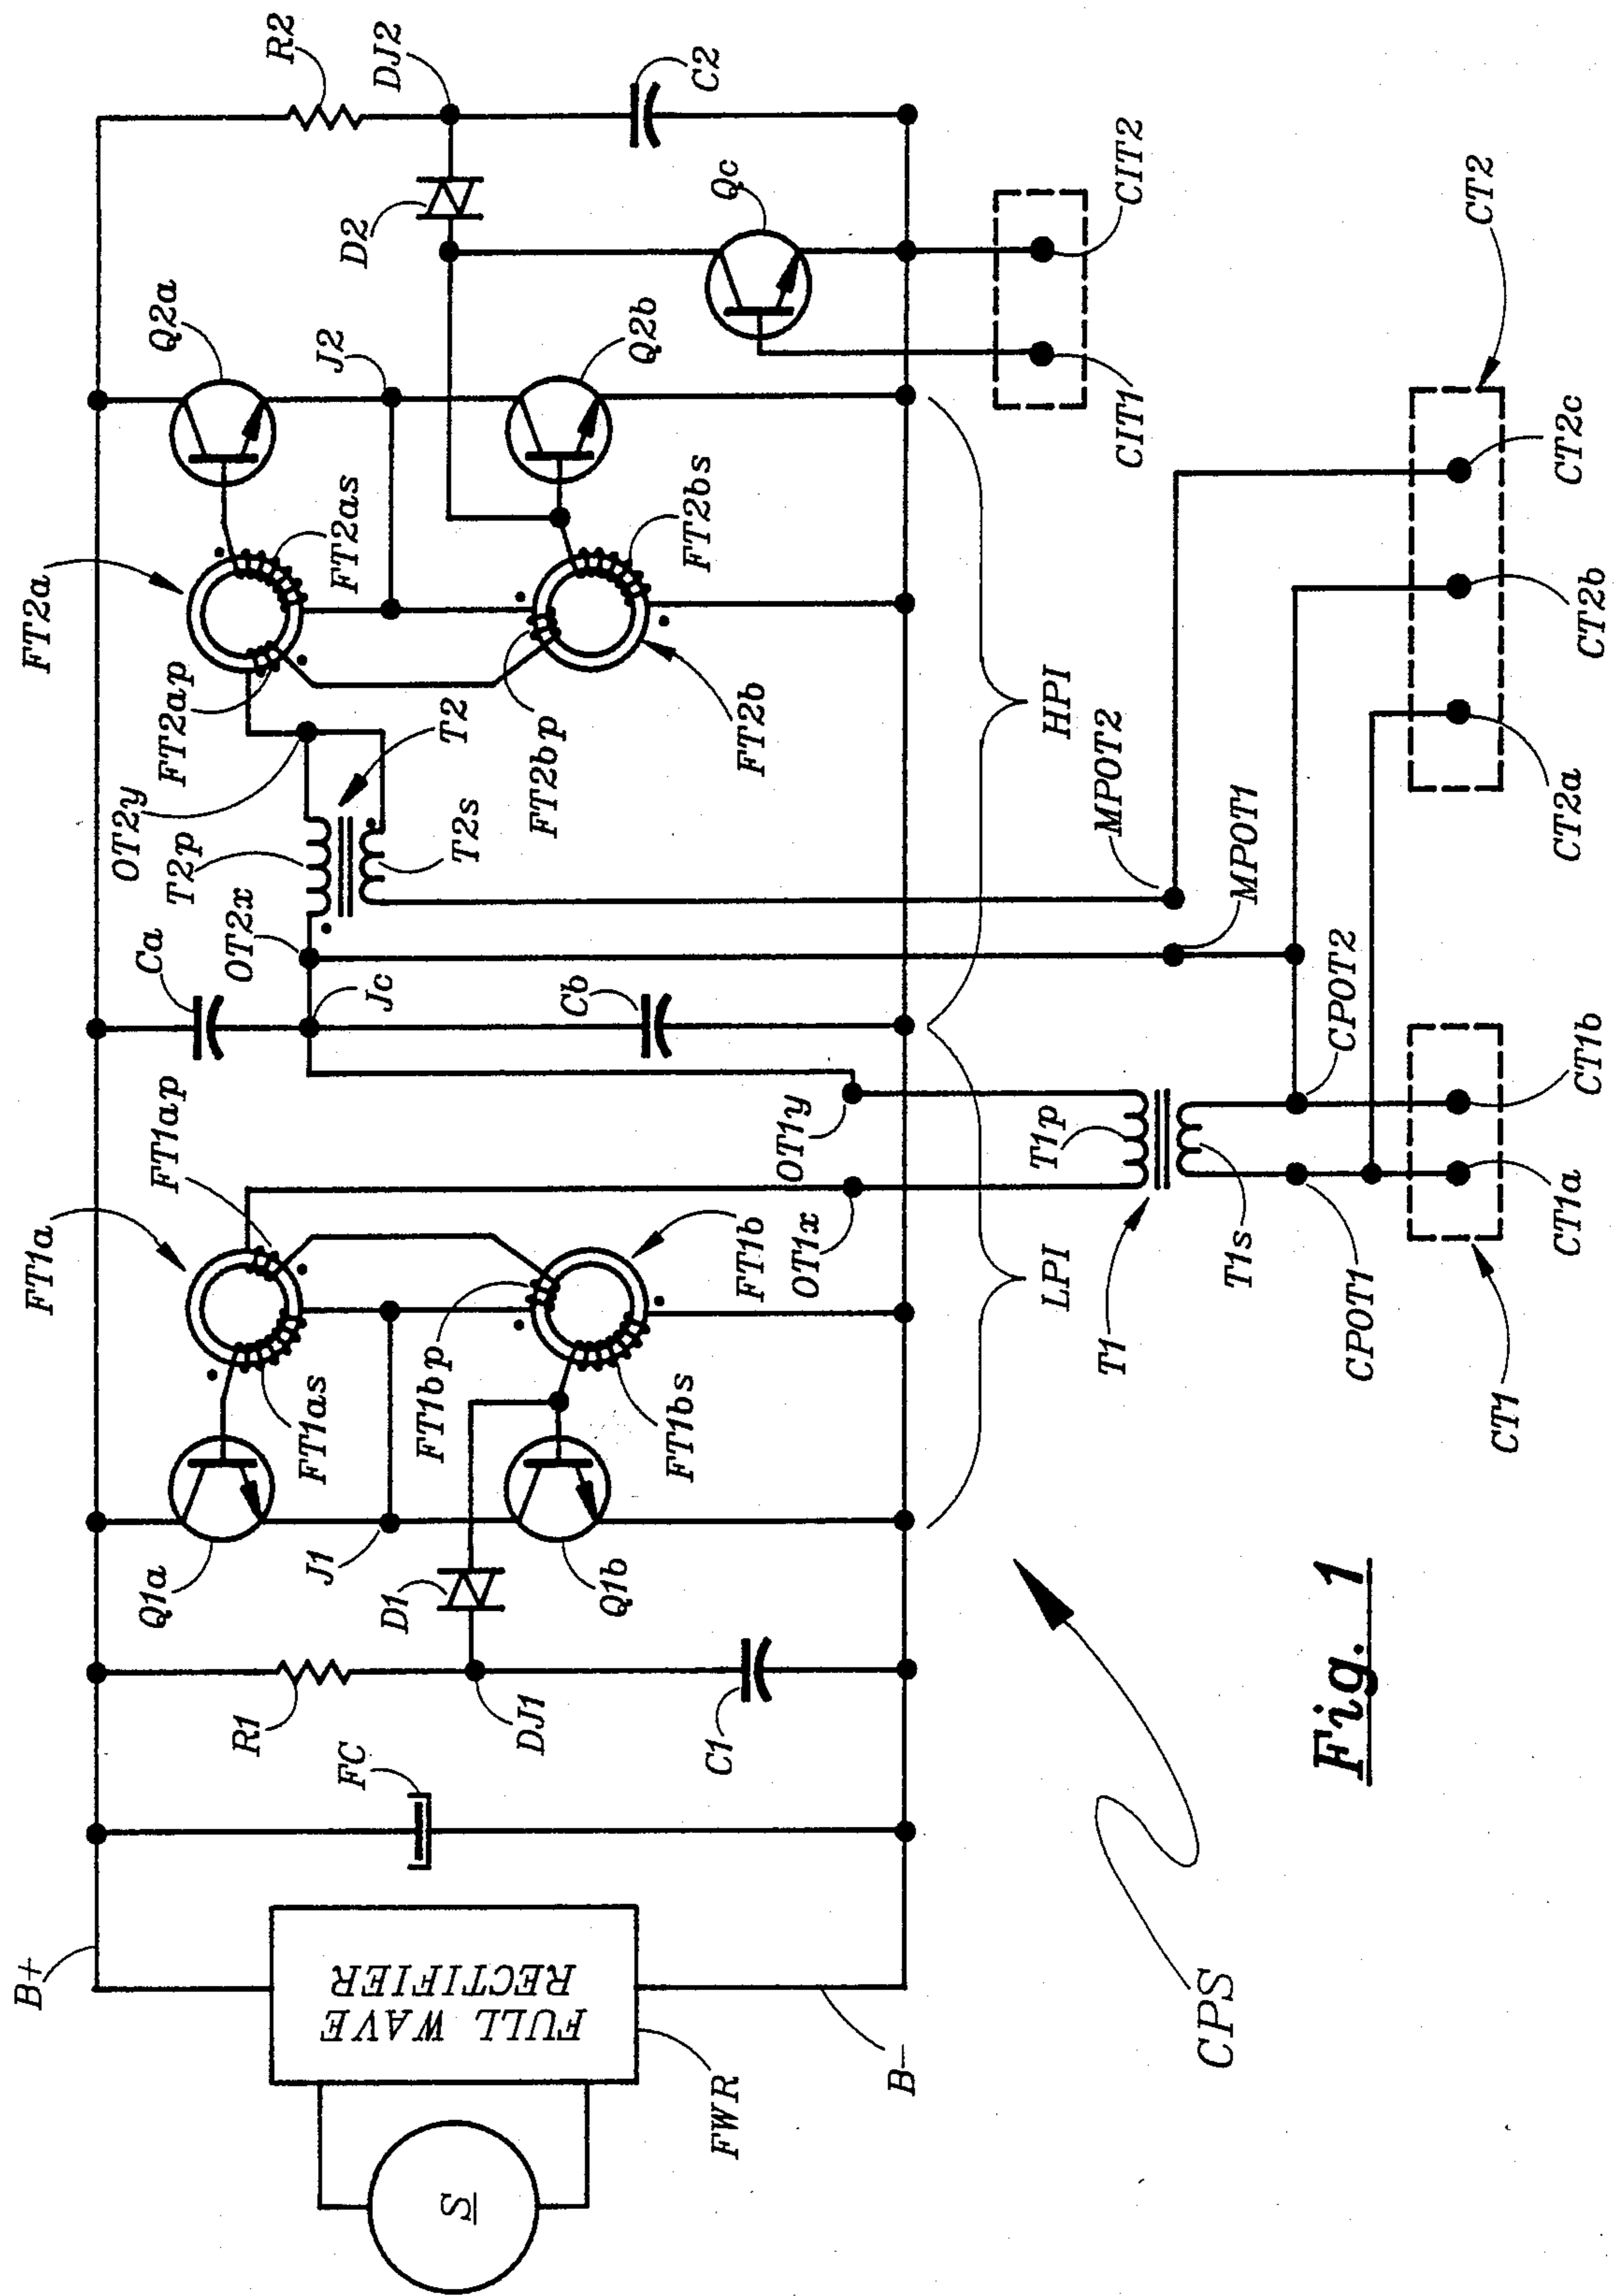 B+
S
FULL WAVE
RECTIFIER
FWR
B-
FC
R1
DJ1
C1
D1
Q1a
J1
Q1b
FT1a
FT1as
FT1ap
FT1bp
FT1bs
FT1b
OT1x
OT1y
LPI
T1
T1p
T1s
CPOT1
CPOT2
CT1
CT1a
CT1b
Ca
Jc
Cb
OT2x
OT2y
T2p
T2s
T2
FT2a
FT2ap
FT2as
FT2bp
FT2bs
FT2b
HPI
MPOT1
MPOT2
Q2a
J2
Q2b
D2
Qc
R2
DJ2
C2
CIT1
CIT2
CT2
CT2a
CT2b
CT2c
CPS
Fig. 1